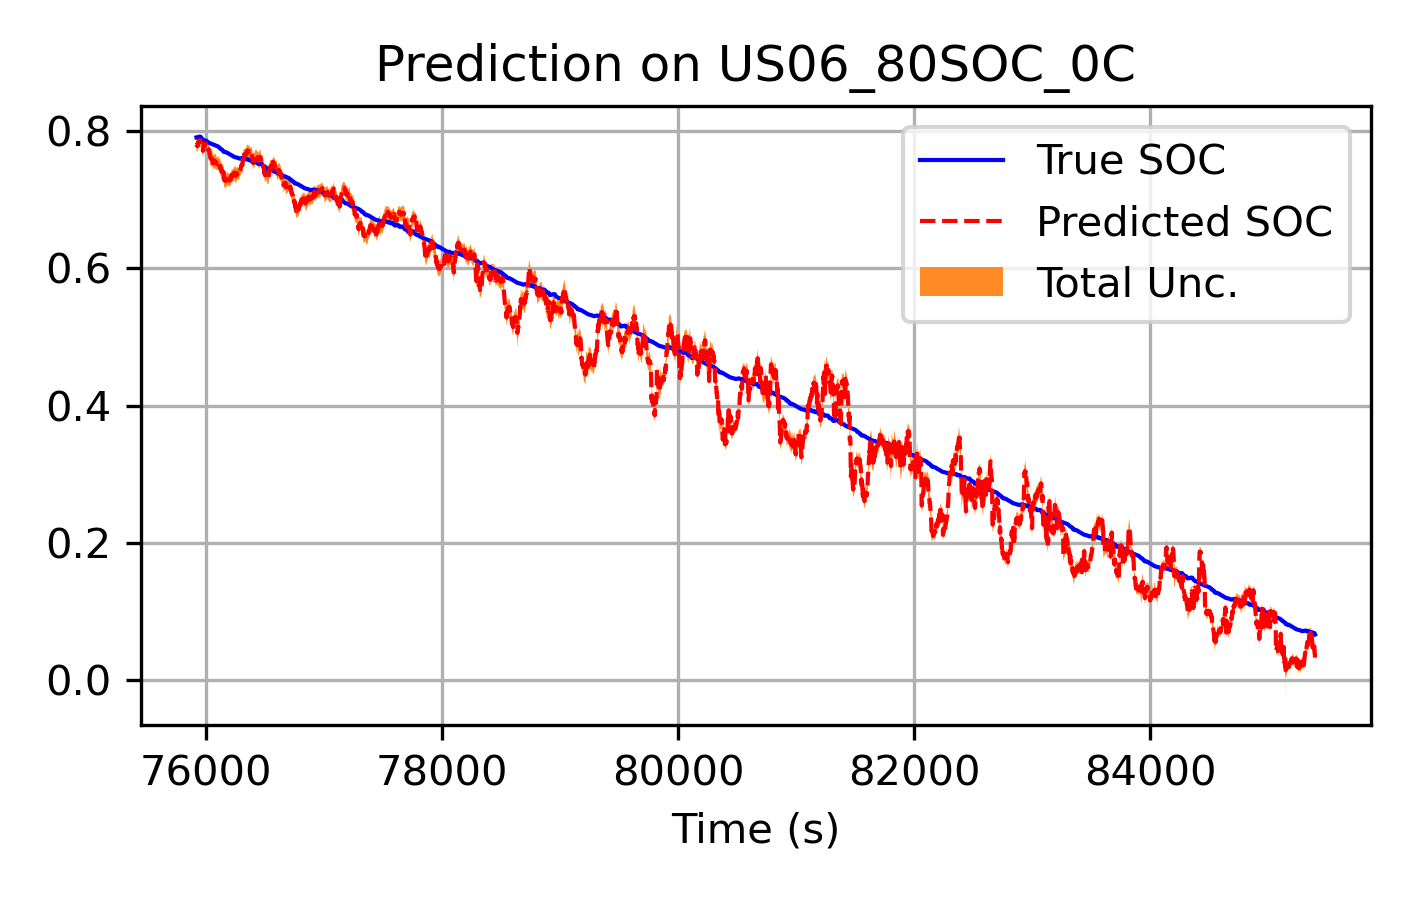 Prediction on US06_80SOC_0C
True SOC
Predicted SOC
Total Unc.
0.8
0.6
0.4
0.2
0.0
76000 78000 80000 82000 84000
Time (s)